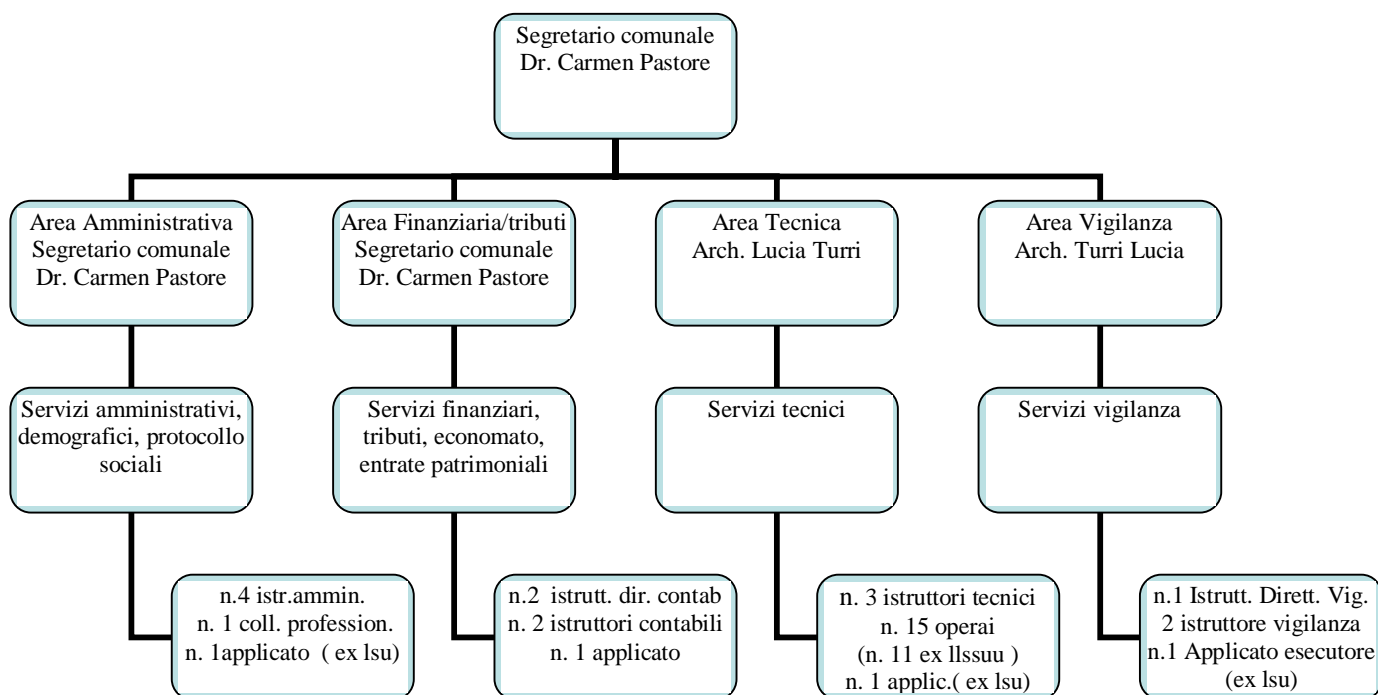 Segretario comunale
Dr. Carmen Pastore
Area Amministrativa
Segretario comunale
Dr. Carmen Pastore
Area Finanziaria/tributi
Segretario comunale
Dr. Carmen Pastore
Area Tecnica
Arch. Lucia Turri
Area Vigilanza
Arch. Turri Lucia
Servizi amministrativi,
demografici, protocollo
sociali
Servizi finanziari,
tributi, economato,
entrate patrimoniali
Servizi tecnici
Servizi vigilanza
n.4 istr.ammin.
n. 1 coll. profession.
n. 1applicato ( ex lsu)
n.2 istrutt. dir. contab
n. 2 istruttori contabili
n. 1 applicato
n. 3 istruttori tecnici
n. 15 operai
(n. 11 ex llssuu )
n. 1 applic.( ex lsu)
n.1 Istrutt. Dirett. Vig.
2 istruttore vigilanza
n.1 Applicato esecutore
(ex lsu)